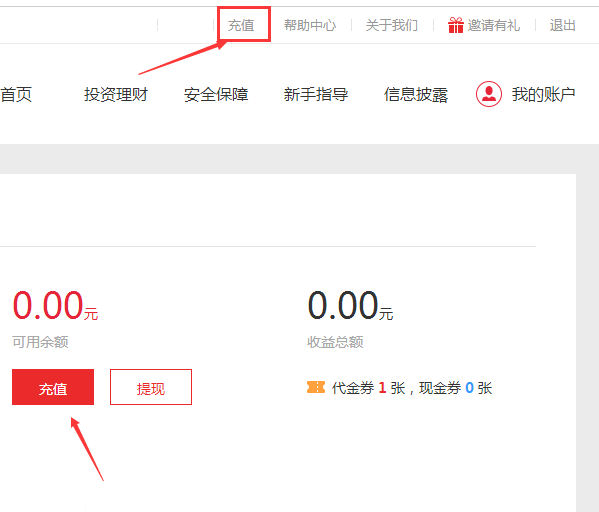 充值 帮助中心 关于我们 邀请有礼 退出
首页 投资理财 安全保障 新手指导 信息披露 我的账户
0.00元 0.00元
可用余额 收益总额
充值 提现 代金券 1 张，现金券 0 张